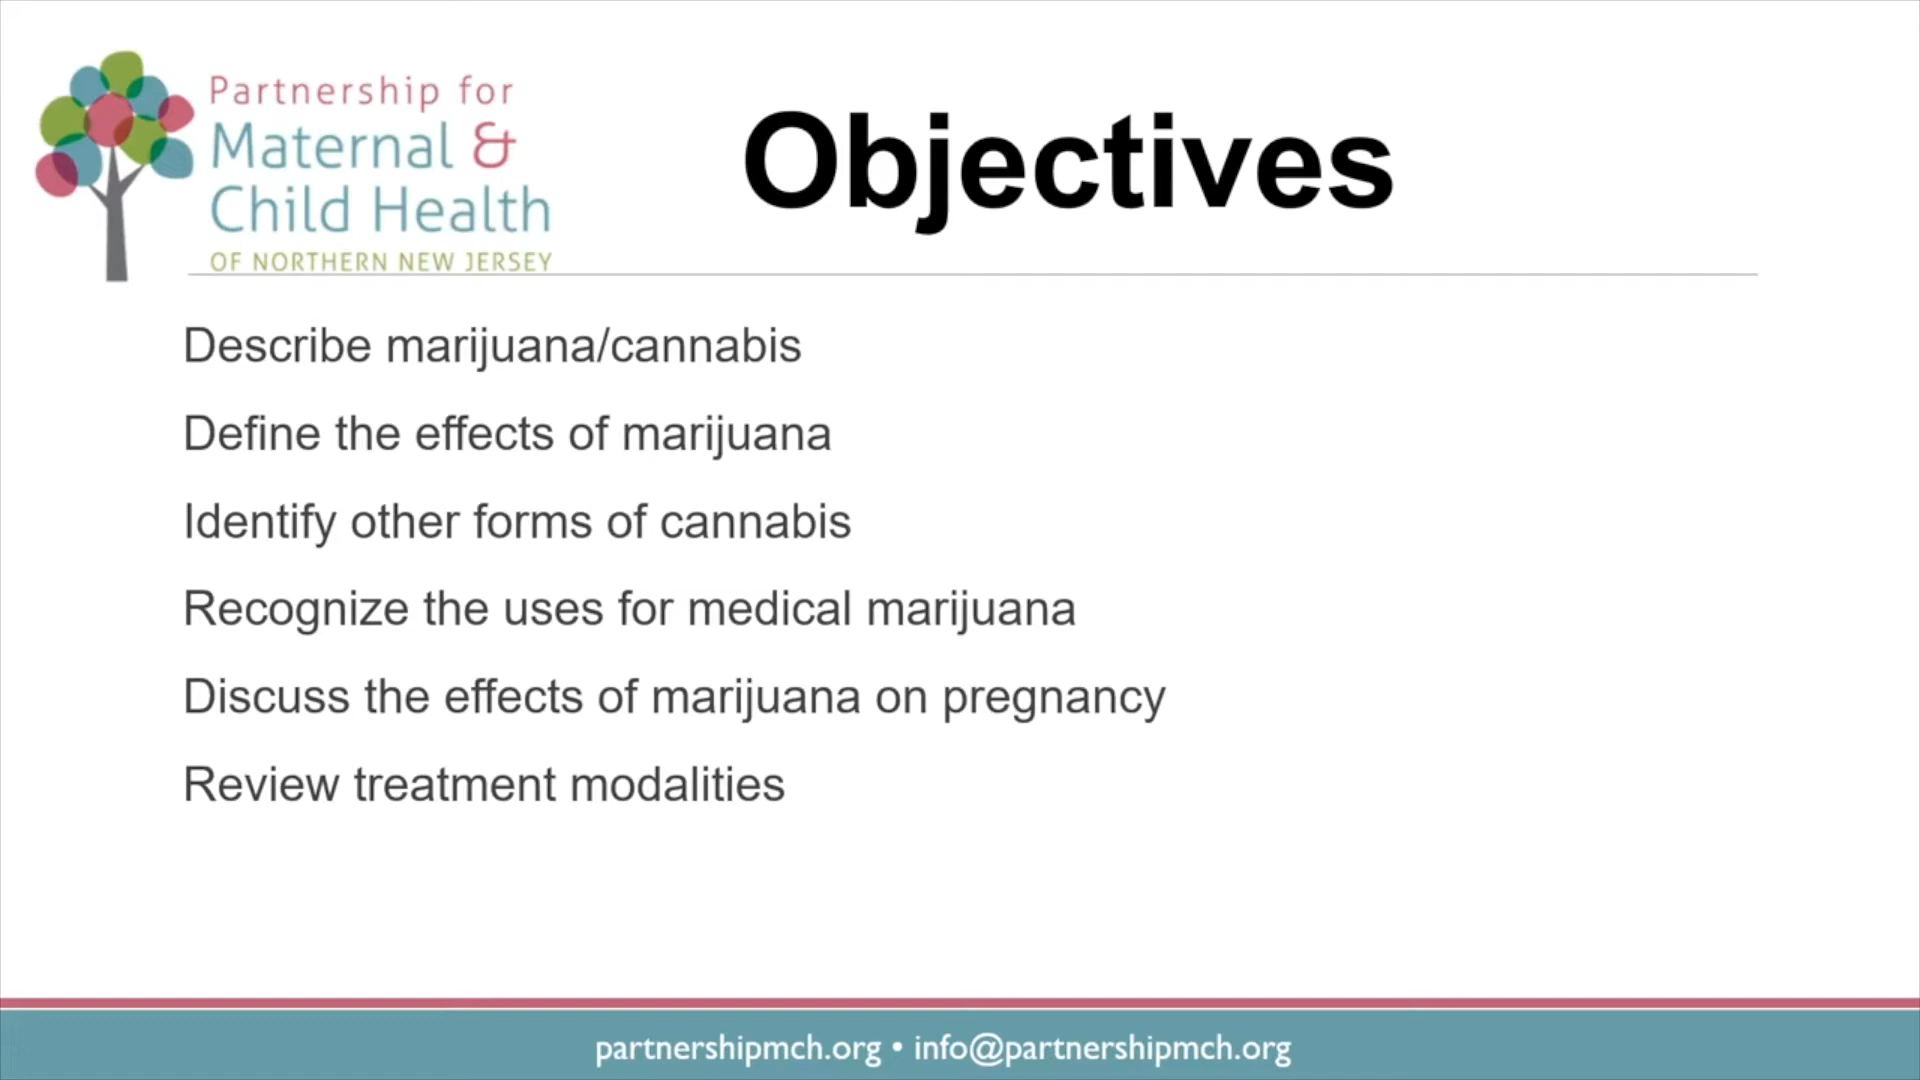 Partnership for
Maternal &
Child Health
OF NORTHERN NEW JERSEY
Objectives
Describe marijuana/cannabis
Define the effects of marijuana
Identify other forms of cannabis
Recognize the uses for medical marijuana
Discuss the effects of marijuana on pregnancy
Review treatment modalities
partnershipmch.org • info@partnershipmch.org